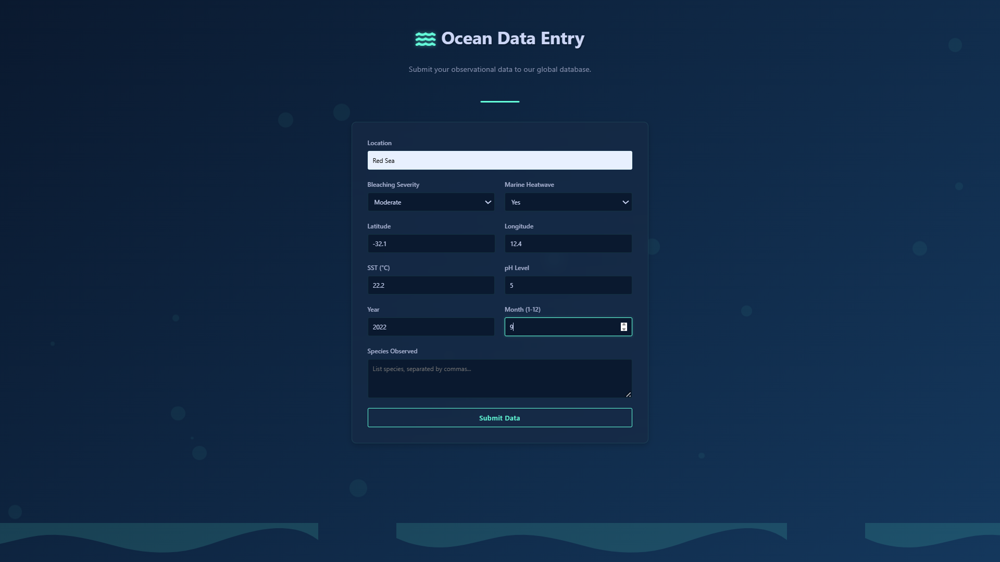 Ocean Data Entry
Submit your observational data to our global database.
Location
Red Sea
Bleaching Severity
Marine Heatwave
Moderate
Yes
Latitude
Longitude
-32.1
12.4
SST (°C)
pH Level
22.2
5
Year
Month (1-12)
2022
9
Species Observed
List species, separated by commas...
Submit Data